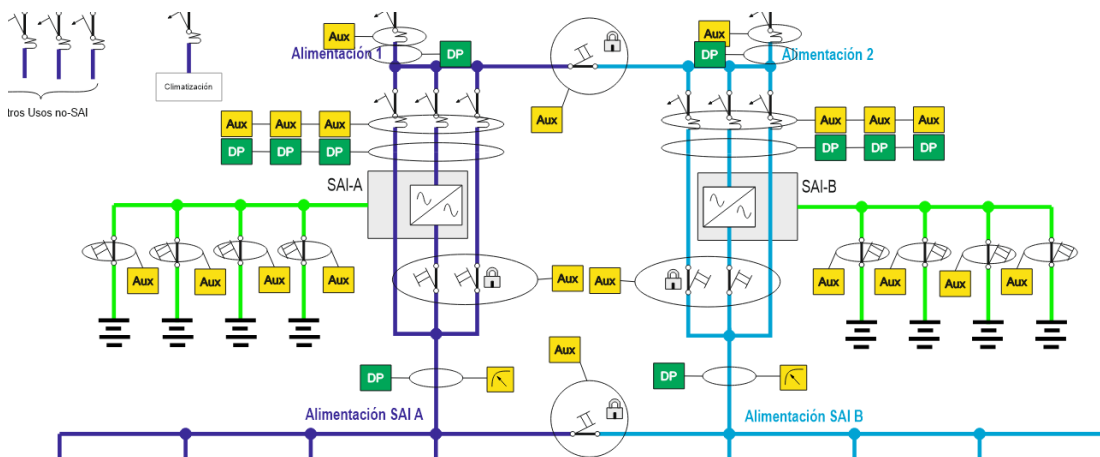 Aux
Aux
Alimentación 1
DP
DP
Alimentación 2
Climatización
tros Usos no-SAI
Aux
Aux Aux Aux
Aux Aux Aux
DP DP DP
DP DP DP
SAI-A
SAI-B
Aux Aux Aux Aux
Aux Aux
Aux Aux Aux Aux
Aux
DP
DP
Alimentación SAI A
Alimentación SAI B